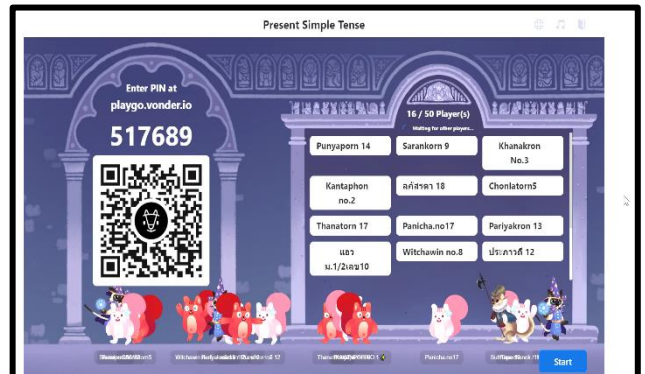 Present Simple Tense
Enter PIN at
playgo.vonder.io
517689
16 / 50 Player(s)
Waiting for other players...
Punyaporn 14
Sarankorn 9
Khanakron
No.3
Kantaphon
no.2
ลภัสรดา 18
Chonlatorn5
Thanatorn 17
Panicha.no17
Pariyakron 13
แฮว
ม.1/2เลข10
Witchawin no.8
ประภาวดี 12
Panicha.no17
Start